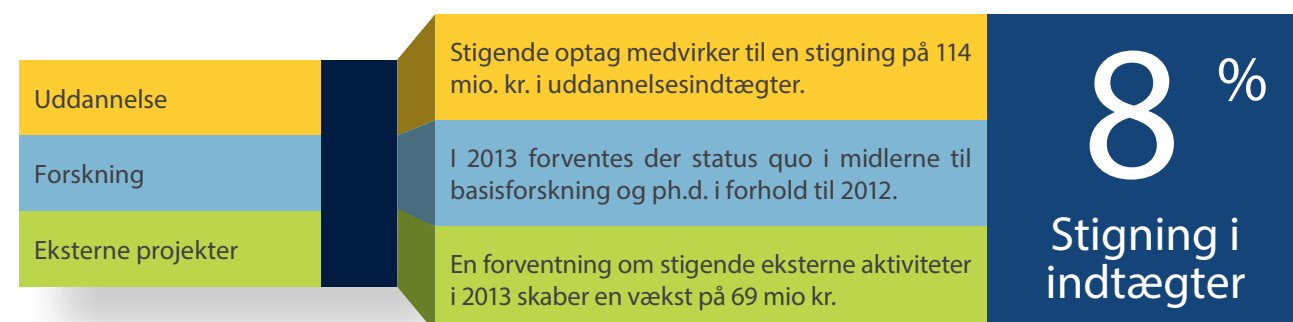 Uddannelse
Stigende optag medvirker til en stigning på 114
mio. kr. i uddannelsesindtægter.
Forskning
I 2013 forventes der status quo i midlerne til
basisforskning og ph.d. i forhold til 2012.
Eksterne projekter
En forventning om stigende eksterne aktiviteter
i 2013 skaber en vækst på 69 mio kr.
8 %
Stigning i
indtægter